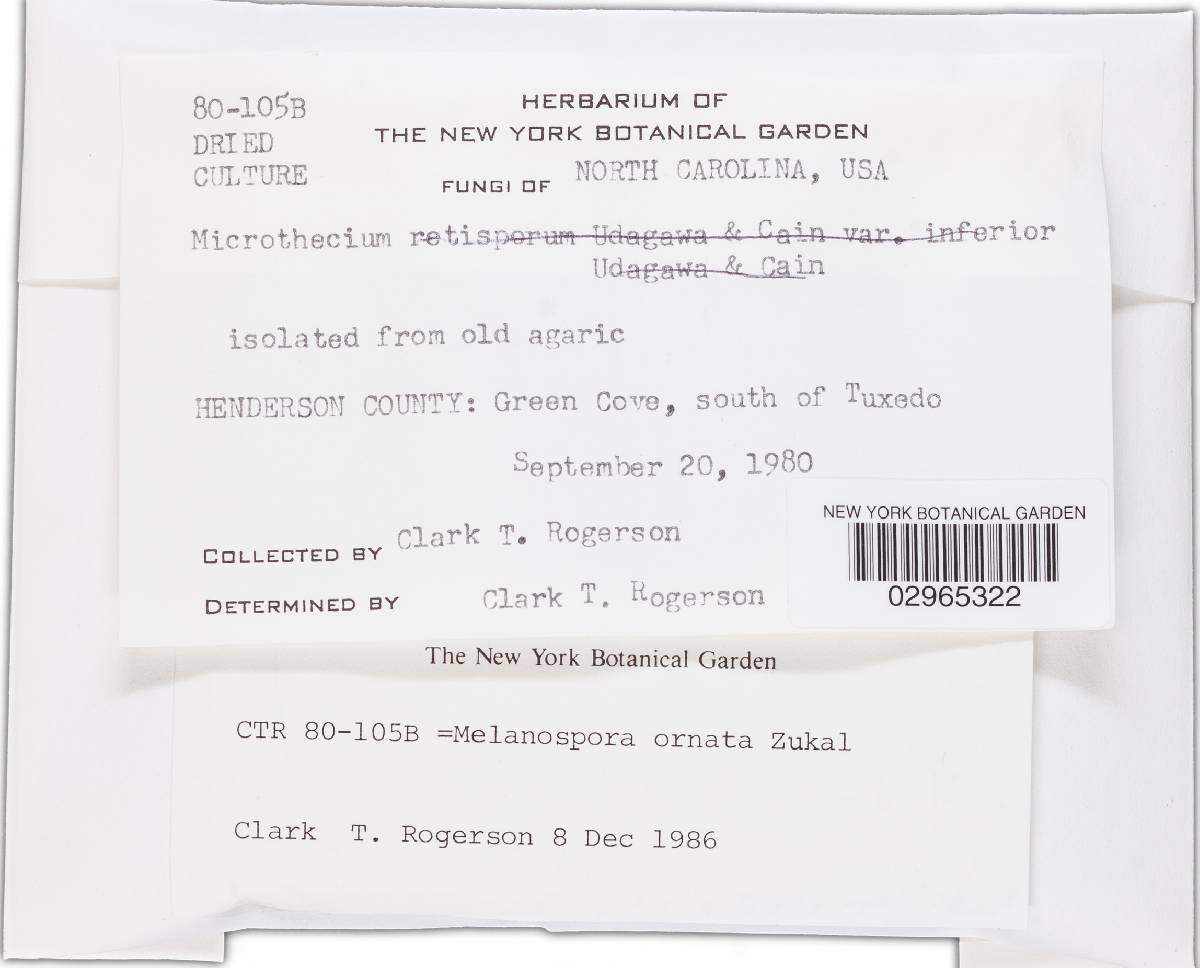 80-105B
DRIED
CULTURE
HERBARIUM OF
THE NEW YORK BOTANICAL GARDEN
FUNGI OF NORTH CAROLINA, USA
Microthecium retisporum Udagawa & Cain var. inferior
Udagawa & Cain
isolated from old agaric
HENDERSON COUNTY: Green Cove, south of Tuxedo
September 20, 1980
COLLECTED BY Clark T. Rogerson
DETERMINED BY Clark T. Rogerson
NEW YORK BOTANICAL GARDEN
02965322
The New York Botanical Garden
CTR 80-105B =Melanospora ornata Zukal
Clark T. Rogerson 8 Dec 1986